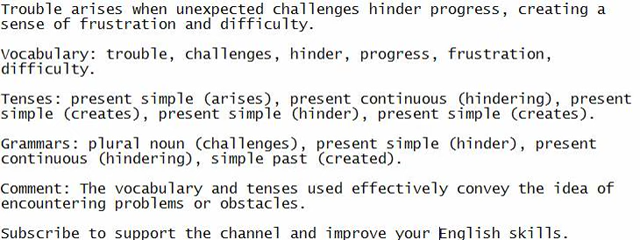 Trouble arises when unexpected challenges hinder progress, creating a
sense of frustration and difficulty.
Vocabulary: trouble, challenges, hinder, progress, frustration,
difficulty.
Tenses: present simple (arises), present continuous (hindering), present
simple (creates), present simple (hinder), present simple (creates).
Grammars: plural noun (challenges), present simple (hinder), present
continuous (hindering), simple past (created).
Comment: The vocabulary and tenses used effectively convey the idea of
encountering problems or obstacles.
Subscribe to support the channel and improve your English skills.